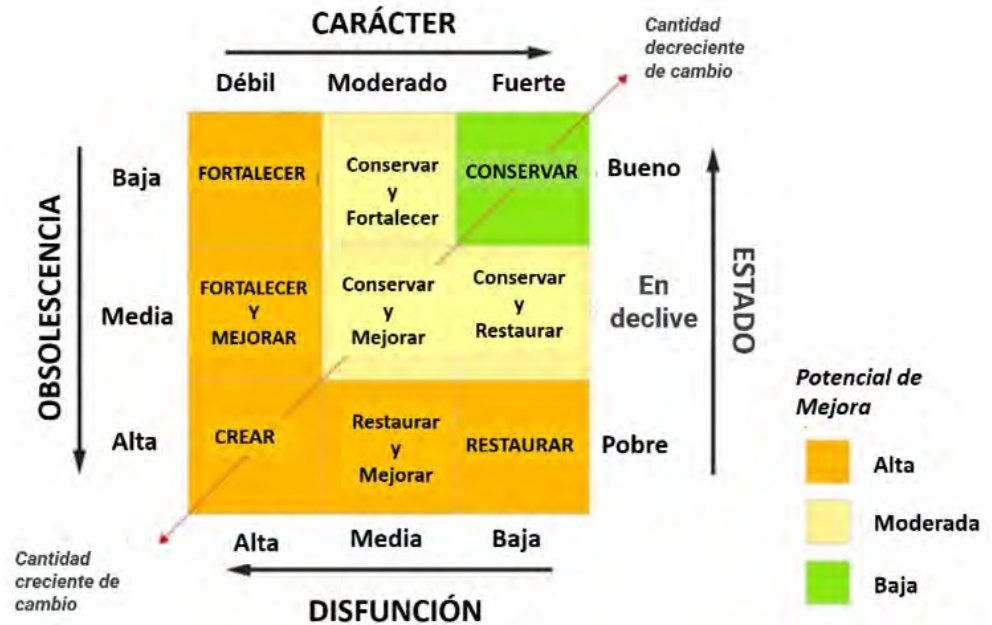 CARÁCTER
Cantidad
decreciente
de cambio
Débil Moderado Fuerte
OBSOLESCENCIA
Baja
FORTALECER
Conservar
y
Fortalecer
CONSERVAR
Bueno
Media
FORTALECER
Y
MEJORAR
Conservar
y
Mejorar
Conservar
y
Restaurar
En
declive
ESTADO
Alta
CREAR
Restaurar
y
Mejorar
RESTAURAR
Pobre
Potencial de
Mejora
Alta
Moderada
Baja
Cantidad
creciente de
cambio
Alta Media Baja
DISFUNCIÓN